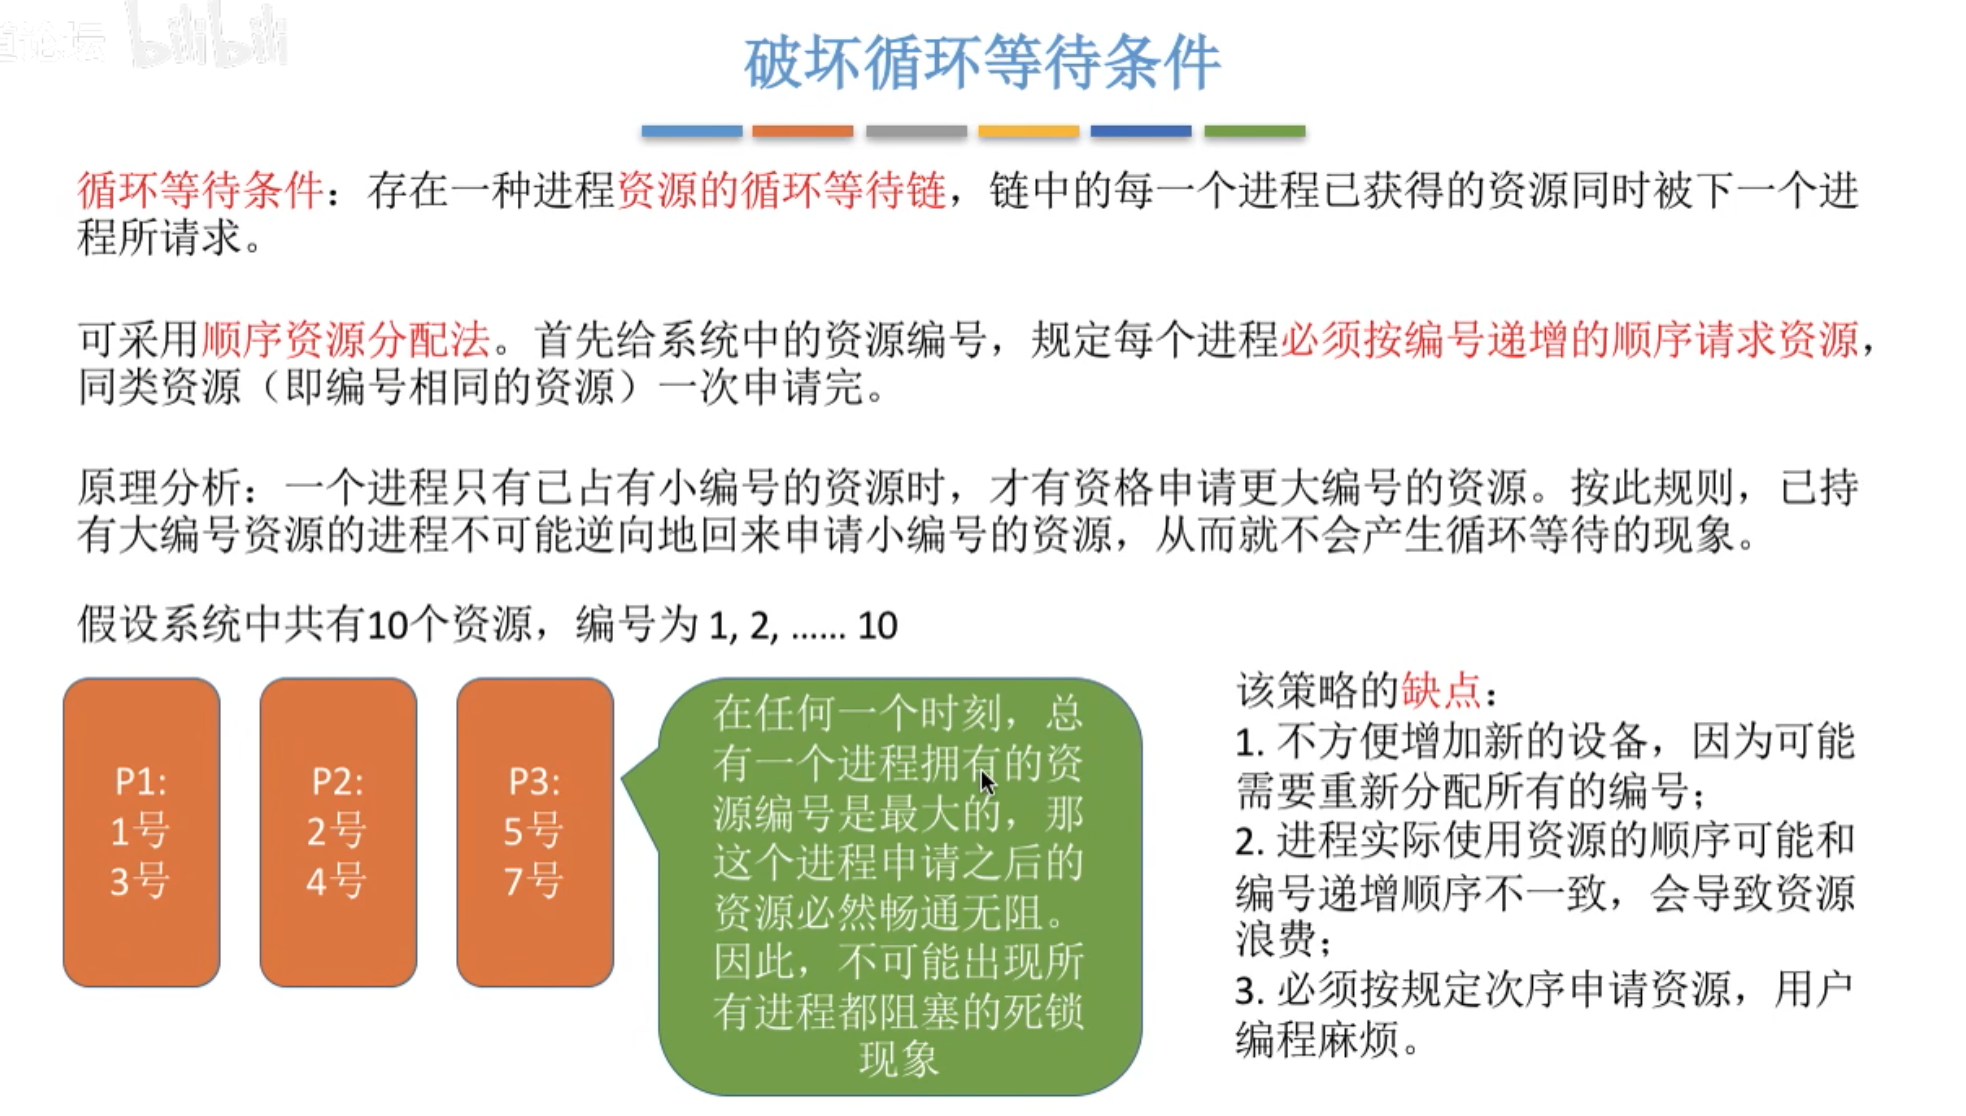 道论坛 bilibili
破坏循环等待条件
循环等待条件：存在一种进程资源的循环等待链，链中的每一个进程已获得的资源同时被下一个进
程所请求。
可采用顺序资源分配法。首先给系统中的资源编号，规定每个进程必须按编号递增的顺序请求资源，
同类资源（即编号相同的资源）一次申请完。
原理分析：一个进程只有已占有小编号的资源时，才有资格申请更大编号的资源。按此规则，已持
有大编号资源的进程不可能逆向地回来申请小编号的资源，从而就不会产生循环等待的现象。
假设系统中共有10个资源，编号为 1, 2, …… 10
P1:
1号
3号
P2:
2号
4号
P3:
5号
7号
在任何一个时刻，总
有一个进程拥有的资
源编号是最大的，那
这个进程申请之后的
资源必然畅通无阻。
因此，不可能出现所
有进程都阻塞的死锁
现象
该策略的缺点：
1. 不方便增加新的设备，因为可能
需要重新分配所有的编号；
2. 进程实际使用资源的顺序可能和
编号递增顺序不一致，会导致资源
浪费；
3. 必须按规定次序申请资源，用户
编程麻烦。